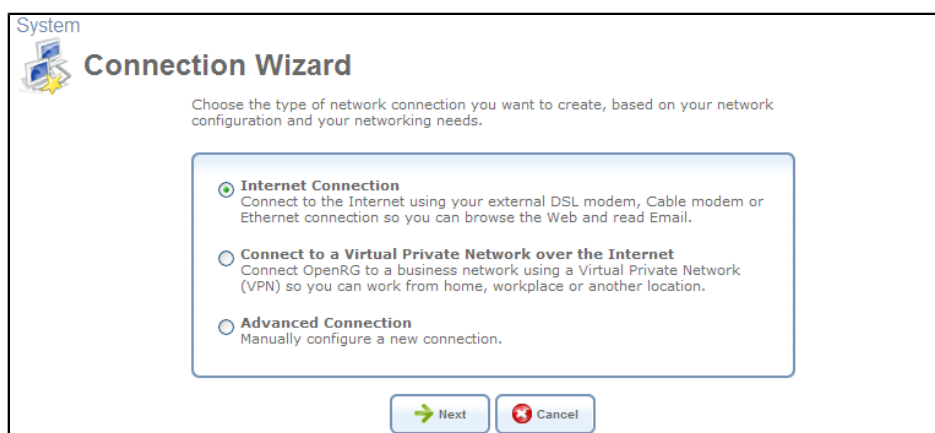 System
Connection Wizard
Choose the type of network connection you want to create, based on your network
configuration and your networking needs.
Internet Connection
Connect to the Internet using your external DSL modem, Cable modem or
Ethernet connection so you can browse the Web and read Email.
Connect to a Virtual Private Network over the Internet
Connect OpenRG to a business network using a Virtual Private Network
(VPN) so you can work from home, workplace or another location.
Advanced Connection
Manually configure a new connection.
Next
Cancel